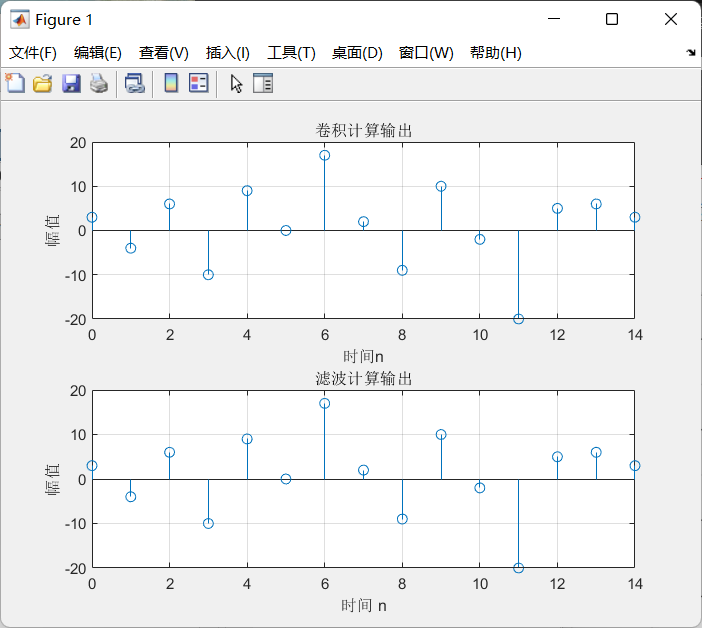 Figure 1
文件(F) 编辑(E) 查看(V) 插入(I) 工具(T) 桌面(D) 窗口(W) 帮助(H)
卷积计算输出
20
10
0
-10
-20
幅值
0 2 4 6 8 10 12 14
时间n
滤波计算输出
20
10
0
-10
-20
幅值
0 2 4 6 8 10 12 14
时间 n